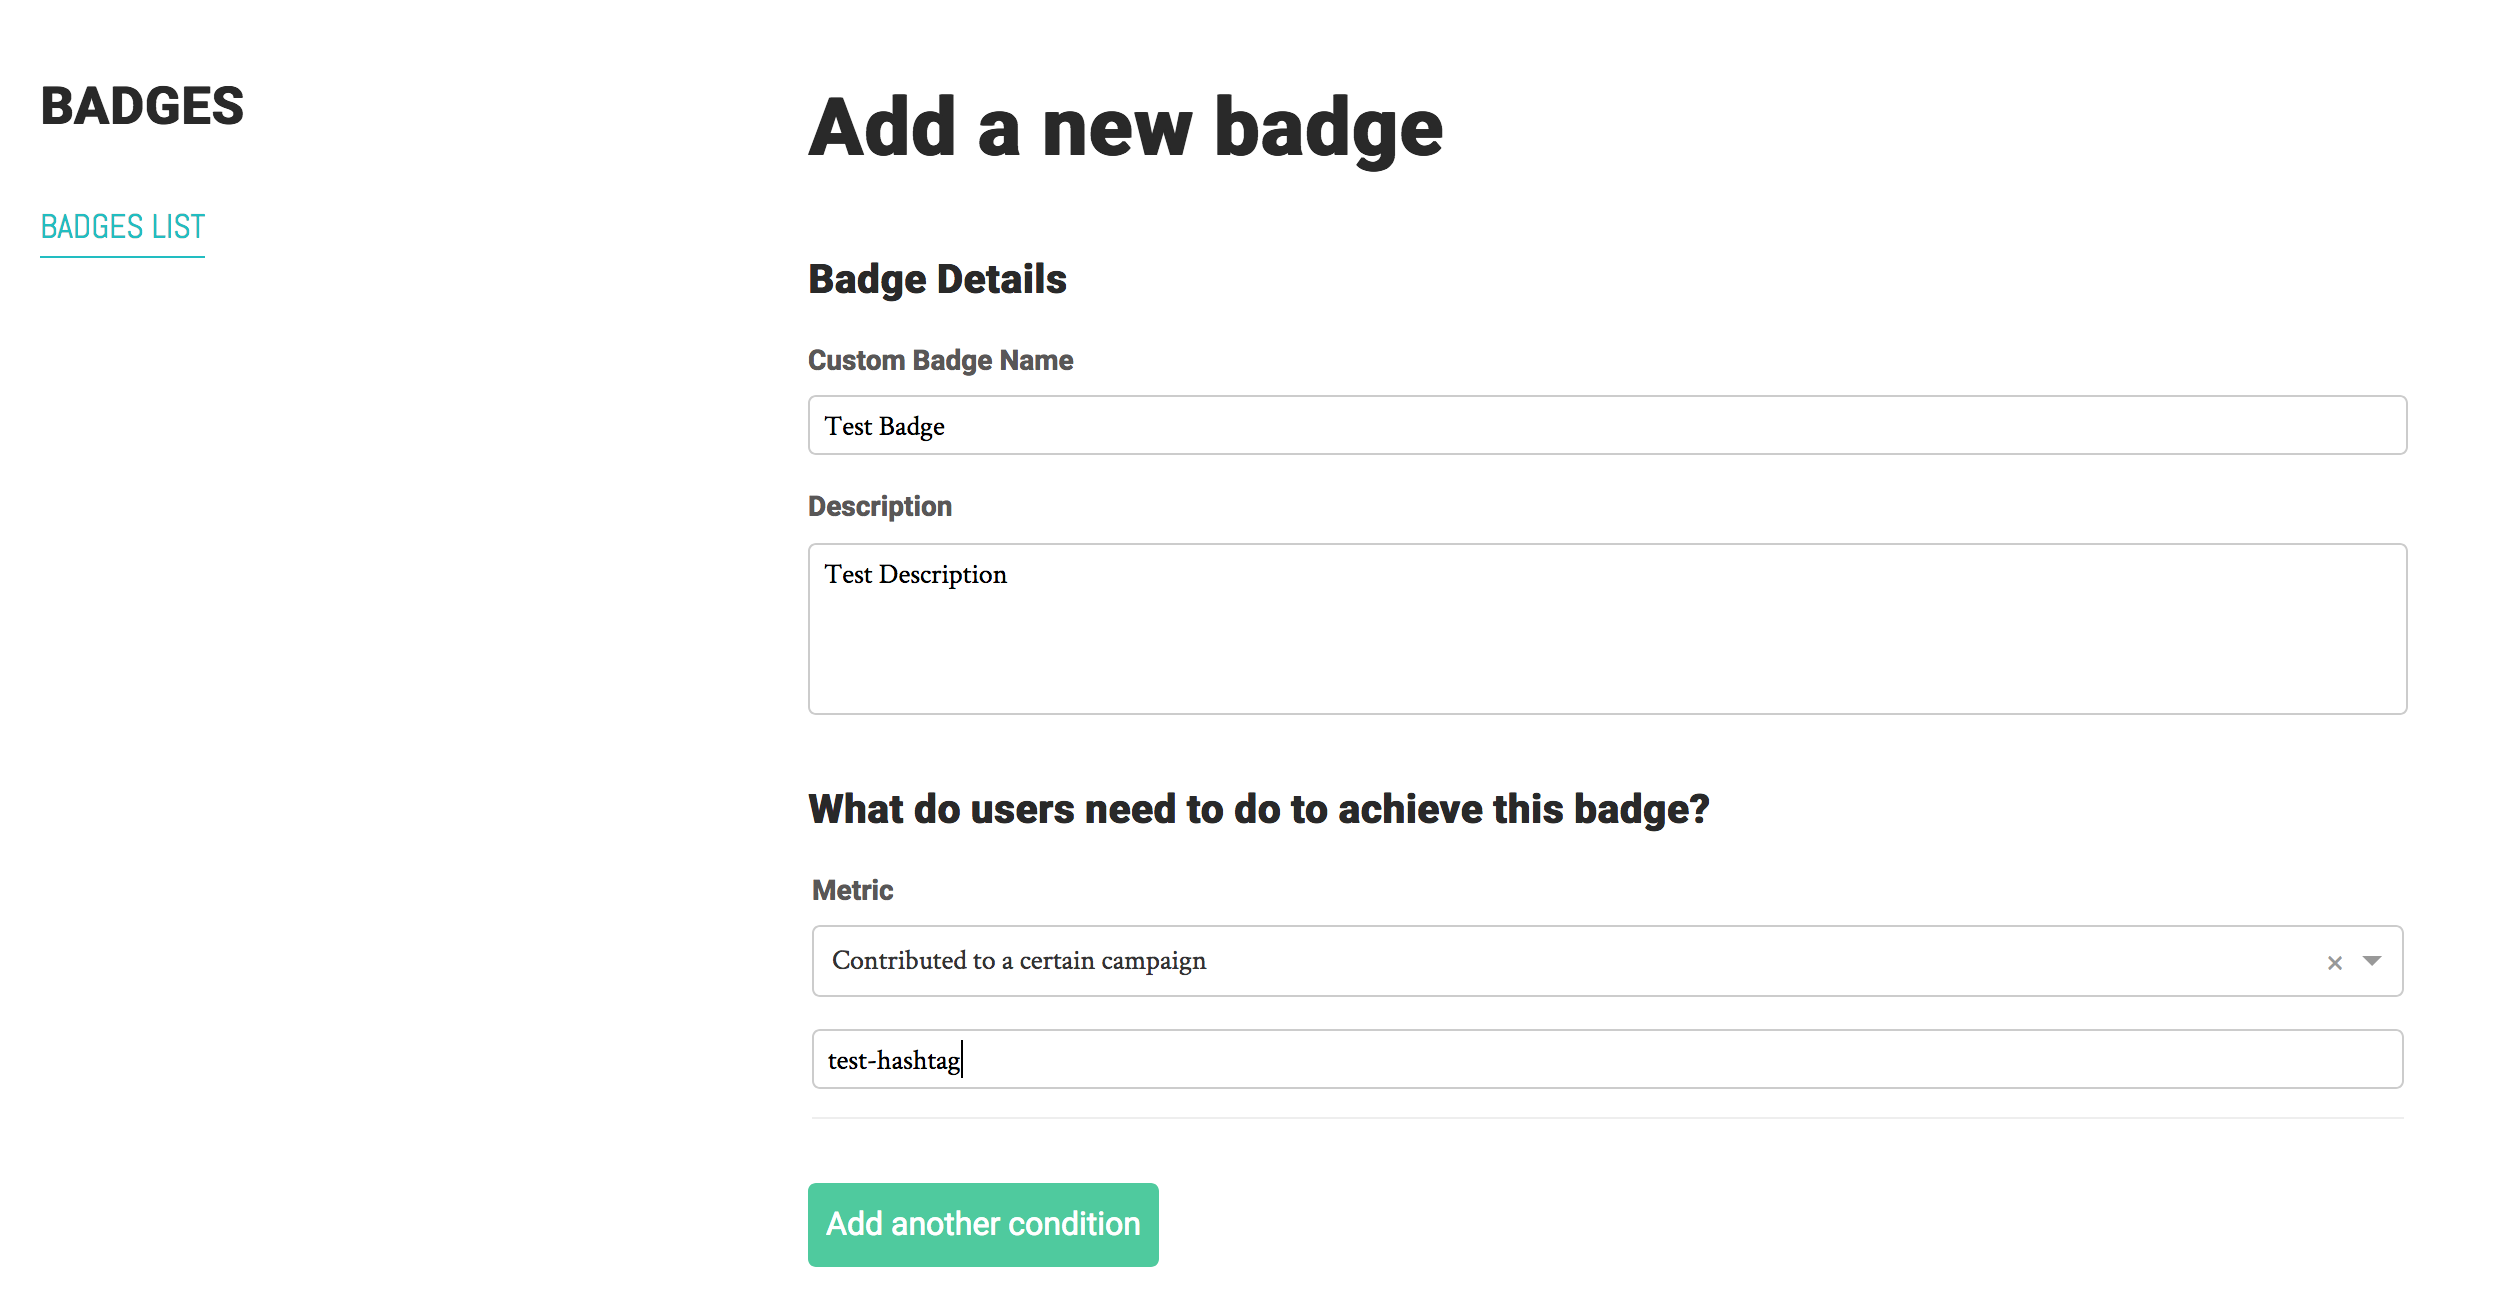 BADGES
BADGES LIST
Add a new badge
Badge Details
Custom Badge Name
Test Badge
Description
Test Description
What do users need to do to achieve this badge?
Metric
Contributed to a certain campaign
test-hashtag
Add another condition